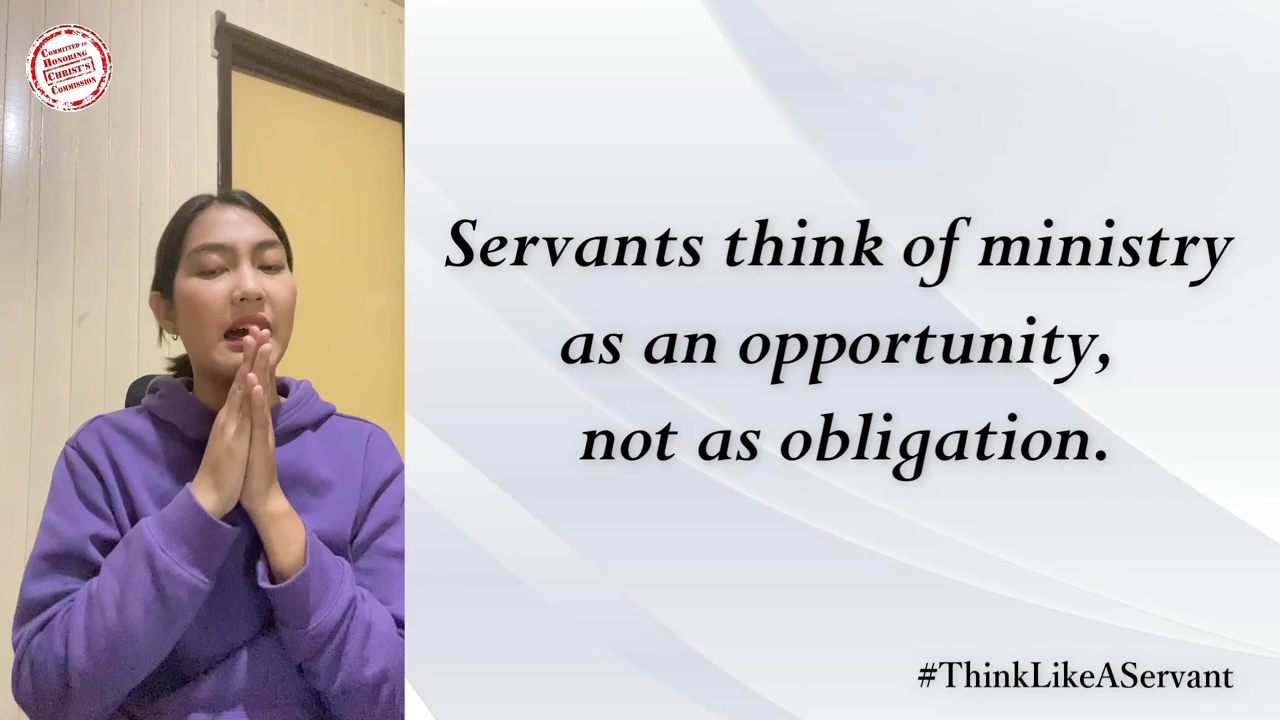 COMMITTED TO
HONORING
CHRIST'S
COMMISSION
Servants think of ministry
as an opportunity,
not as obligation.
#ThinkLikeAServant